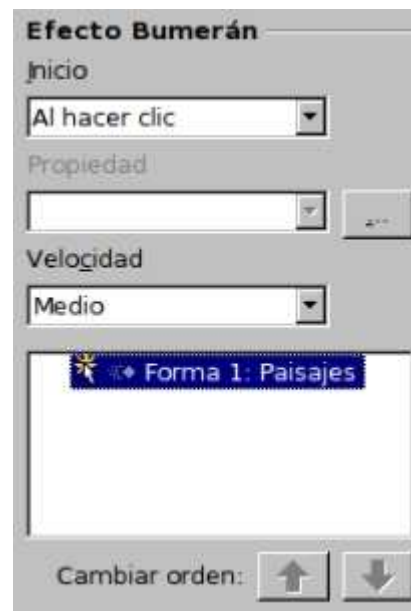 Efecto Bumerán
Inicio
Al hacer clic
Propiedad
...
Velocidad
Medio
Forma 1: Paisajes
Cambiar orden: